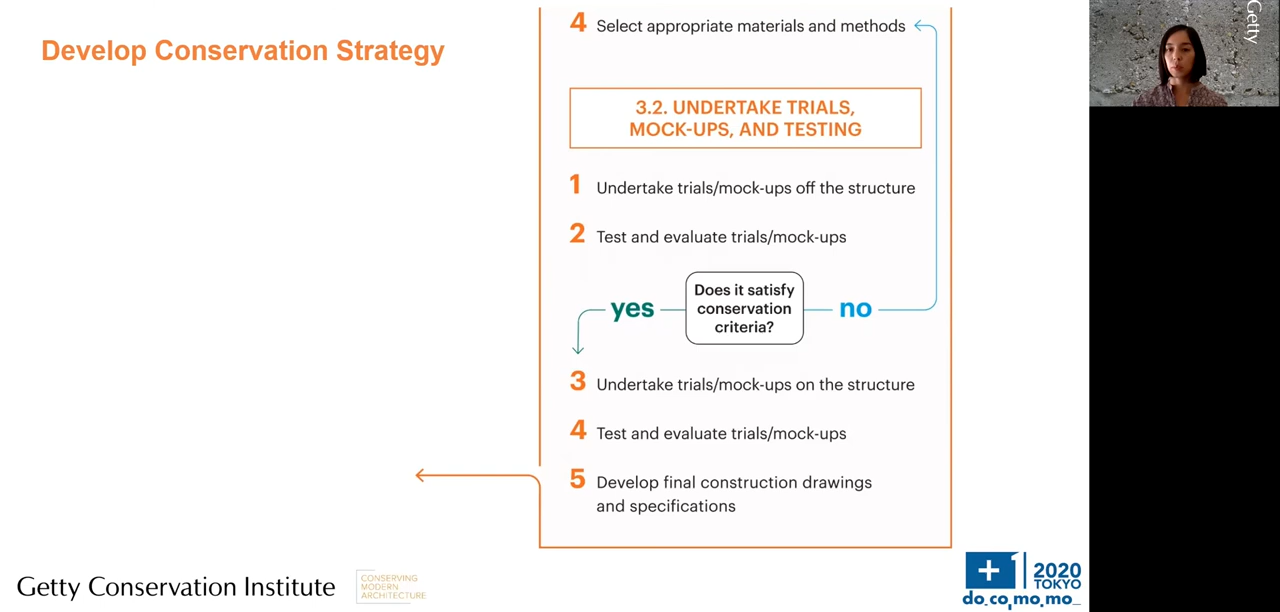 Develop Conservation Strategy
4 Select appropriate materials and methods
3.2. UNDERTAKE TRIALS,
MOCK-UPS, AND TESTING
1 Undertake trials/mock-ups off the structure
2 Test and evaluate trials/mock-ups
Does it satisfy
conservation
criteria?
yes
no
3 Undertake trials/mock-ups on the structure
4 Test and evaluate trials/mock-ups
5 Develop final construction drawings
and specifications
Getty Conservation Institute
CONSERVING
MODERN
ARCHITECTURE
+1 2020
TOKYO
do_co,mo,mo_
Getty